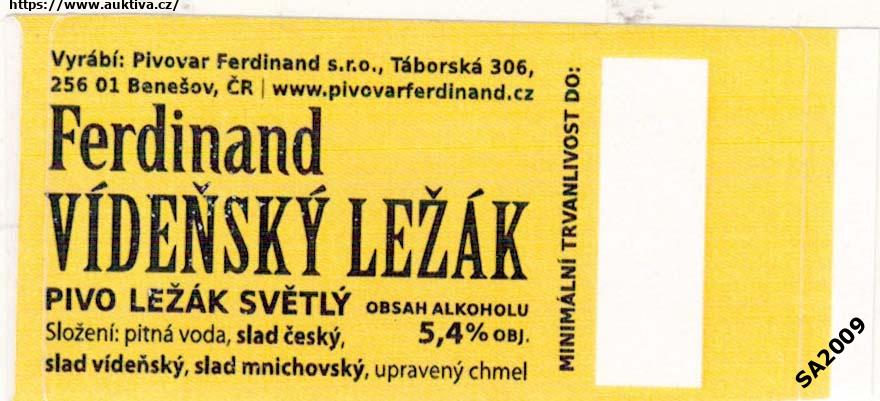 https://www.auktiva.cz/
Vyrábí: Pivovar Ferdinand s.r.o., Táborská 306,
256 01 Benešov, ČR | www.pivovarferdinand.cz
Ferdinand
VÍDEŇSKÝ LEŽÁK
PIVO LEŽÁK SVĚTLÝ OBSAH ALKOHOLU
Složení: pitná voda, slad český, 5,4% OBJ.
slad vídeňský, slad mnichovský, upravený chmel
MINIMÁLNÍ TRVANLIVOST DO:
SA2009